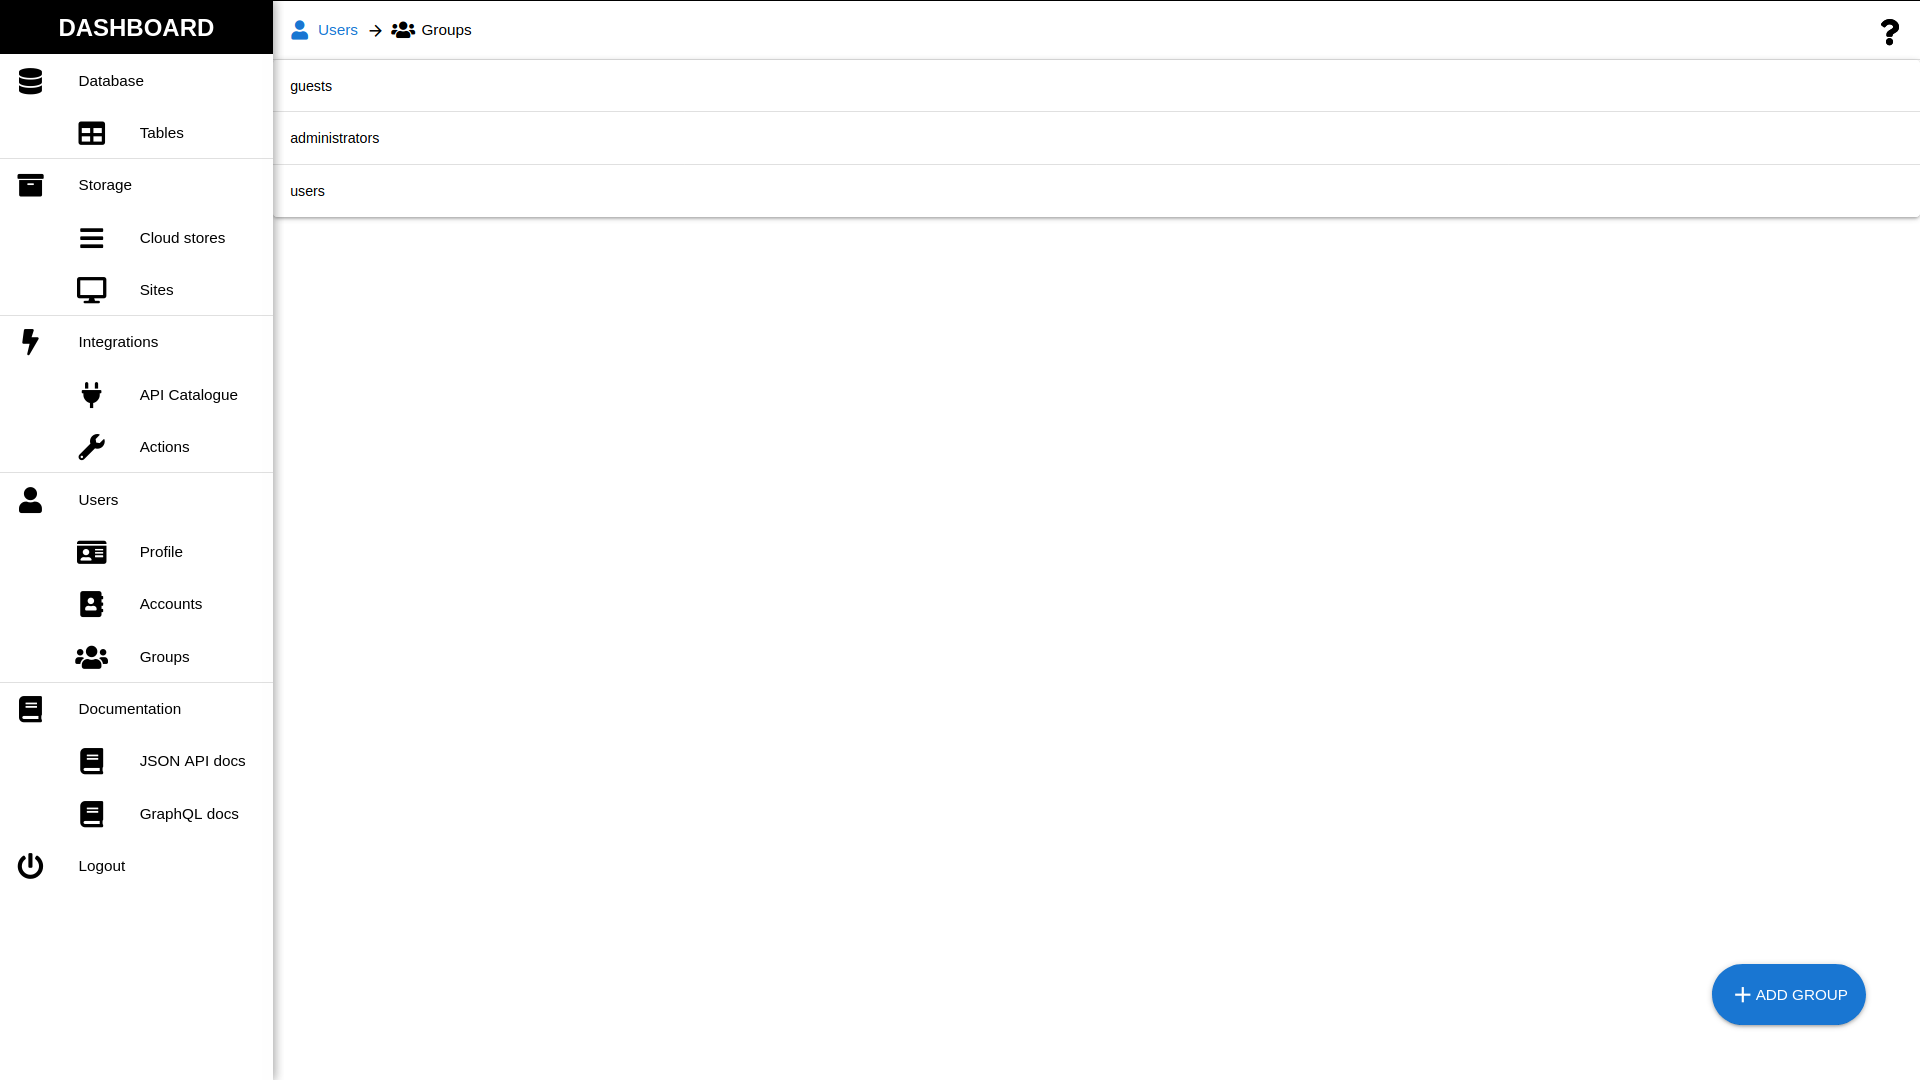 DASHBOARD
Users → Groups
?
Database
Tables
Storage
Cloud stores
Sites
Integrations
API Catalogue
Actions
Users
Profile
Accounts
Groups
Documentation
JSON API docs
GraphQL docs
Logout
guests
administrators
users
ADD GROUP